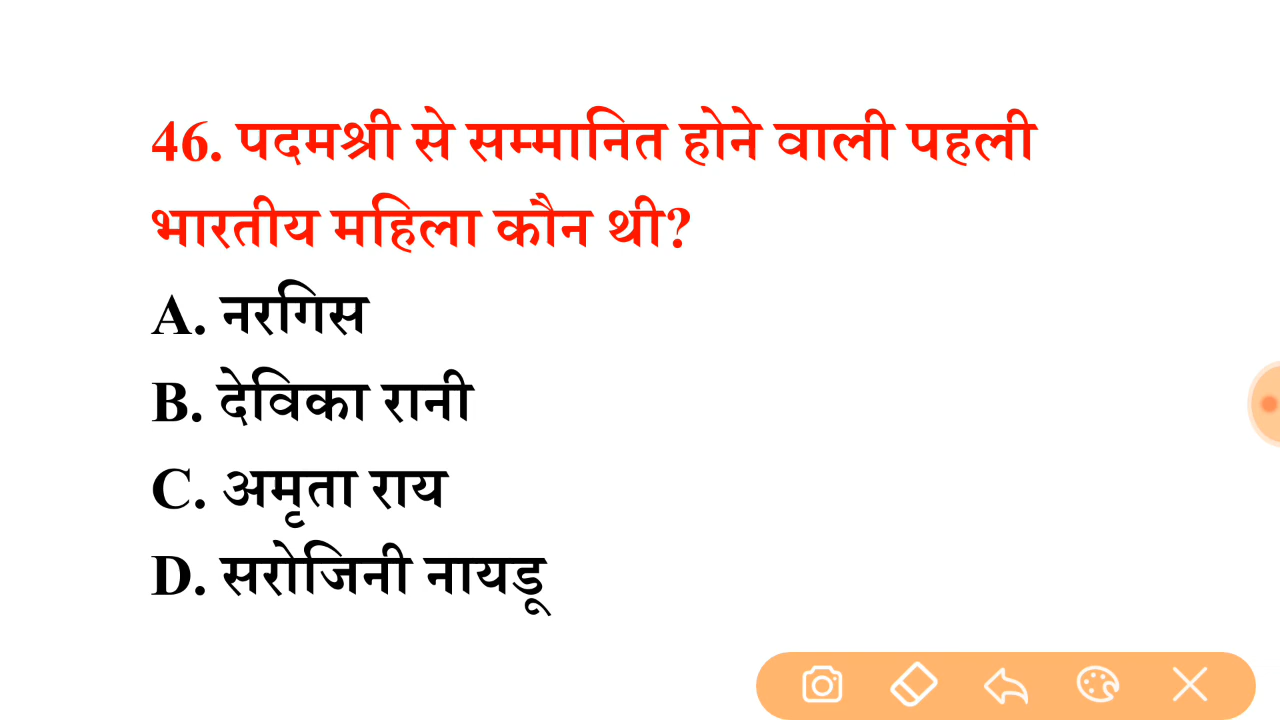 46. पदमश्री से सम्मानित होने वाली पहली
भारतीय महिला कौन थी?
A. नरगिस
B. देविका रानी
C. अमृता राय
D. सरोजिनी नायडू